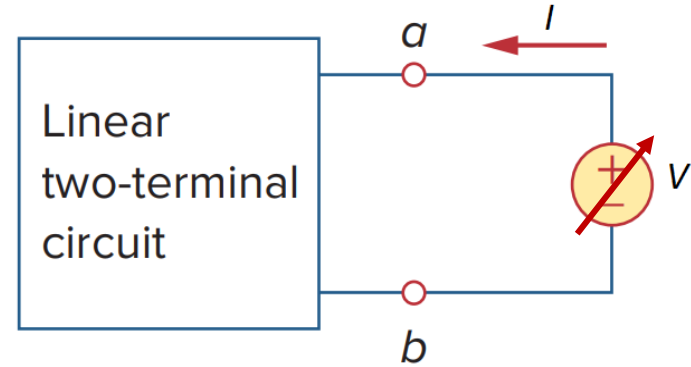 I
a
Linear
two-terminal
circuit
+
−
V
b